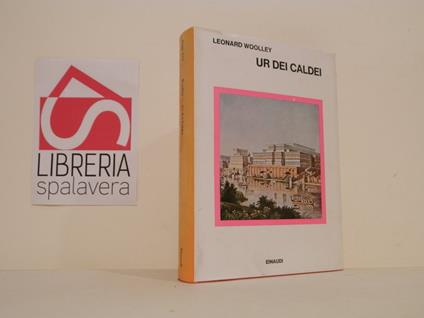 LEONARD WOOLLEY
UR DEI CALDEI
EINAUDI
LIBRERIA
spalavera